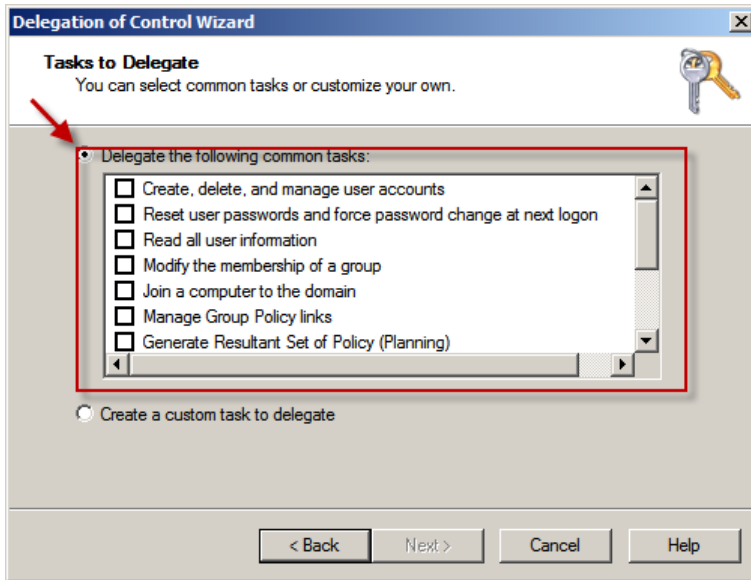 Delegation of Control Wizard
Tasks to Delegate
You can select common tasks or customize your own.
Delegate the following common tasks:
Create, delete, and manage user accounts
Reset user passwords and force password change at next logon
Read all user information
Modify the membership of a group
Join a computer to the domain
Manage Group Policy links
Generate Resultant Set of Policy (Planning)
Create a custom task to delegate
< Back
Next >
Cancel
Help